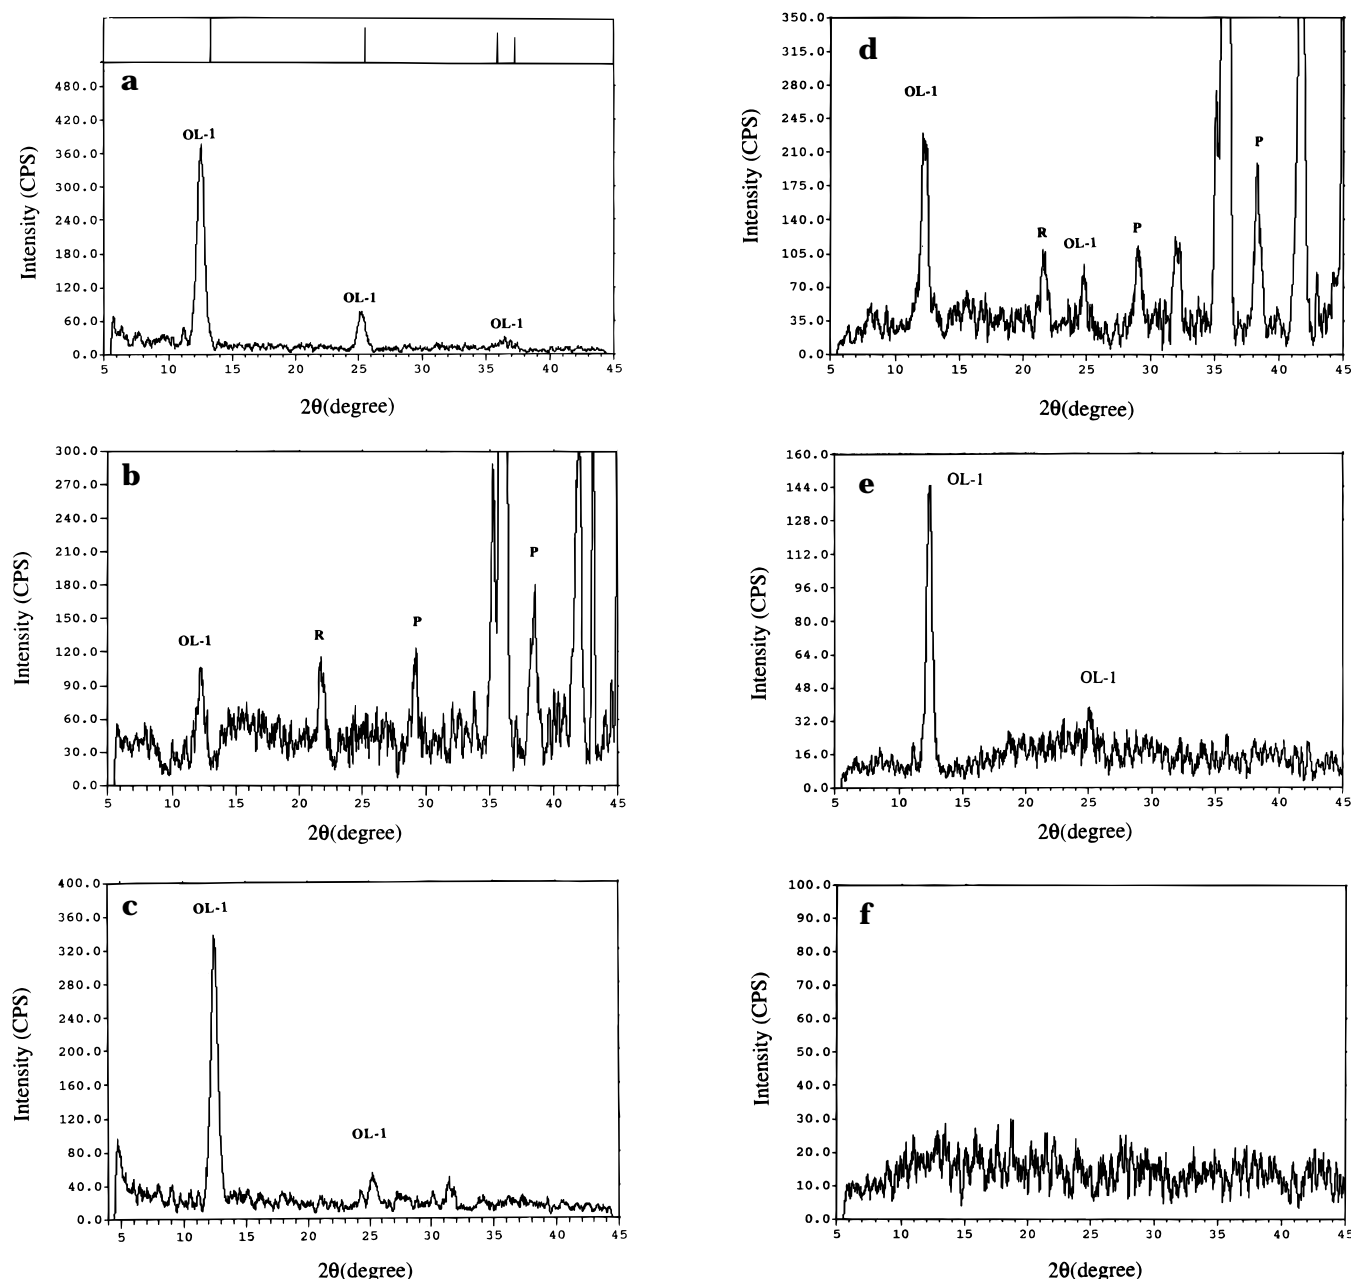 a
480.0
420.0
360.0
300.0
240.0
180.0
120.0
60.0
0.0
OL-1
OL-1
OL-1
5 10 15 20 25 30 35 40 45
Intensity (CPS)
2θ(degree)
b
300.0
270.0
240.0
210.0
180.0
150.0
120.0
90.0
60.0
30.0
0.0
OL-1
R
P
P
5 10 15 20 25 30 35 40 45
Intensity (CPS)
2θ(degree)
c
400.0
360.0
320.0
280.0
240.0
200.0
160.0
120.0
80.0
40.0
0.0
OL-1
OL-1
5 10 15 20 25 30 35 40 45
Intensity (CPS)
2θ(degree)
d
350.0
315.0
280.0
245.0
210.0
175.0
140.0
105.0
70.0
35.0
0.0
OL-1
R
OL-1
P
P
5 10 15 20 25 30 35 40 45
Intensity (CPS)
2θ(degree)
e
160.0
144.0
128.0
112.0
96.0
80.0
64.0
48.0
32.0
16.0
0.0
OL-1
OL-1
5 10 15 20 25 30 35 40 45
Intensity (CPS)
2θ(degree)
f
100.0
90.0
80.0
70.0
60.0
50.0
40.0
30.0
20.0
10.0
0.0
5 10 15 20 25 30 35 40 45
Intensity (CPS)
2θ(degree)